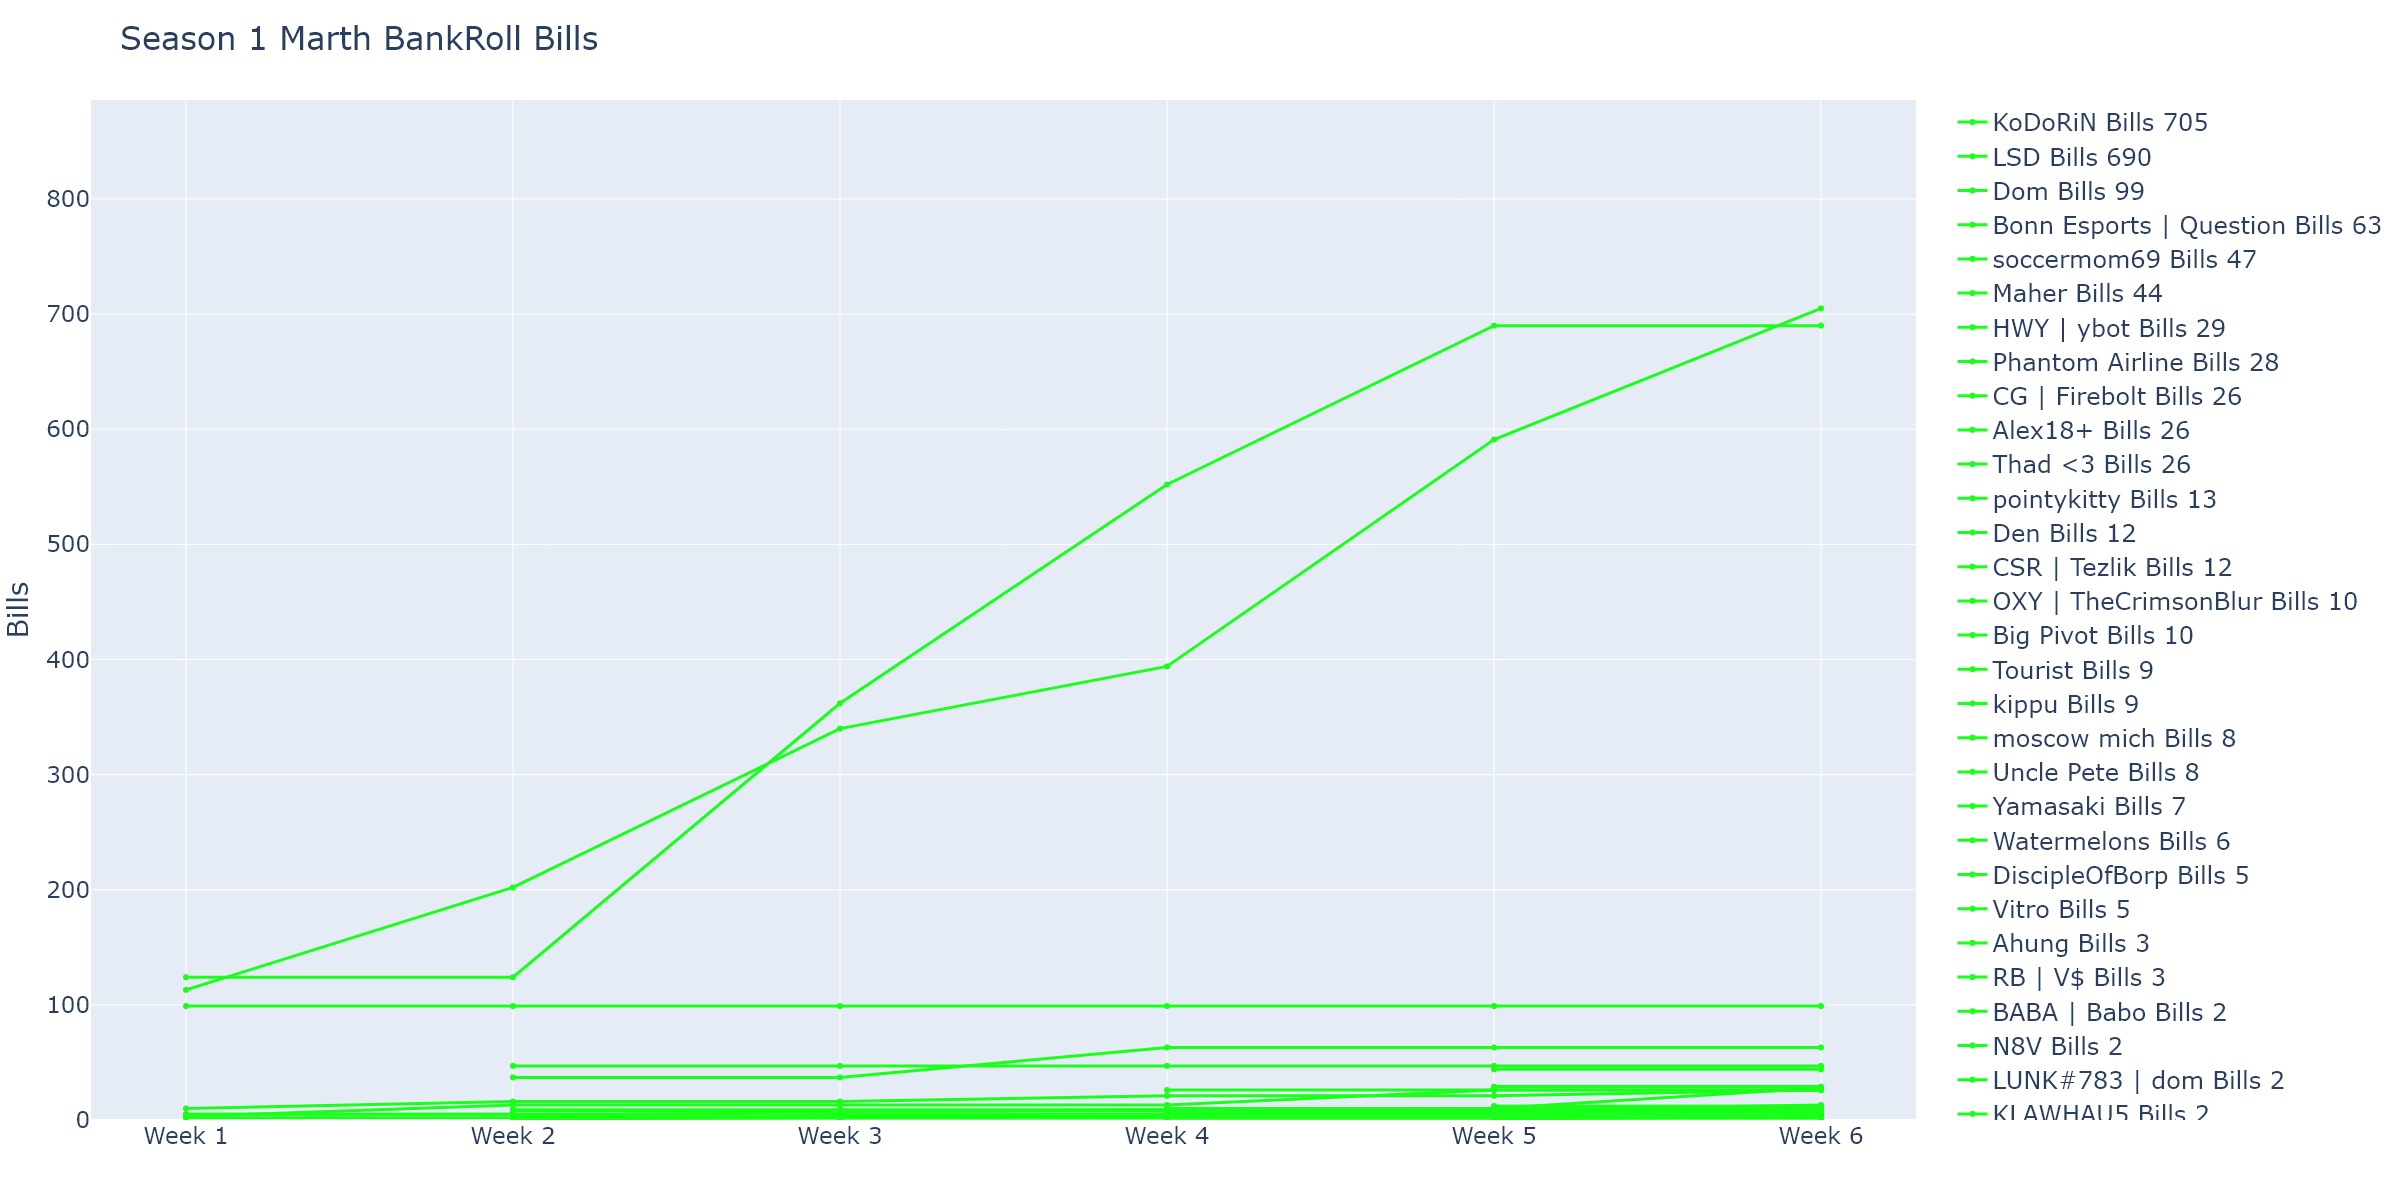 Season 1 Marth BankRoll Bills
Bills
800
700
600
500
400
300
200
100
0
Week 1
Week 2
Week 3
Week 4
Week 5
Week 6
KoDoRiN Bills 705
LSD Bills 690
Dom Bills 99
Bonn Esports | Question Bills 63
soccermom69 Bills 47
Maher Bills 44
HWY | ybot Bills 29
Phantom Airline Bills 28
CG | Firebolt Bills 26
Alex18+ Bills 26
Thad <3 Bills 26
pointykitty Bills 13
Den Bills 12
CSR | Tezlik Bills 12
OXY | TheCrimsonBlur Bills 10
Big Pivot Bills 10
Tourist Bills 9
kippu Bills 9
moscow mich Bills 8
Uncle Pete Bills 8
Yamasaki Bills 7
Watermelons Bills 6
DiscipleOfBorp Bills 5
Vitro Bills 5
Ahung Bills 3
RB | V$ Bills 3
BABA | Babo Bills 2
N8V Bills 2
LUNK#783 | dom Bills 2
KLAWHAU5 Bills 2